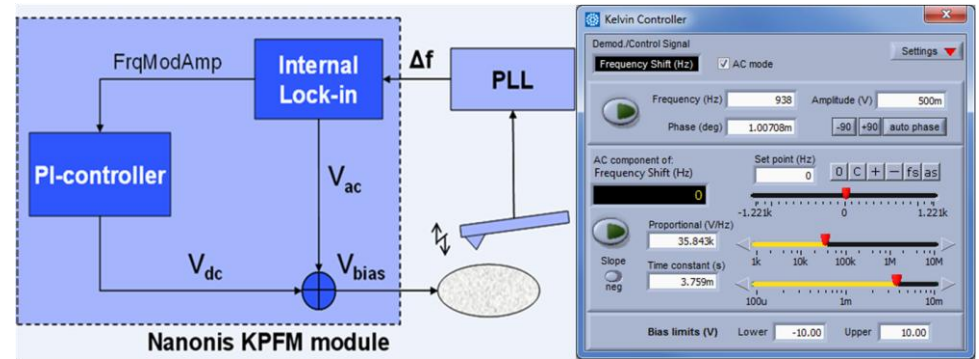 FrqModAmp
Internal
Lock-in
Δf
PLL
PI-controller
Vac
Vdc
Vbias
Nanonis KPFM module
Kelvin Controller
Demod./Control Signal
Frequency Shift (Hz)
AC mode
Settings
Frequency (Hz) 938 Amplitude (V) 500m
Phase (deg) 1.00708m -90 +90 auto phase
AC component of:
Frequency Shift (Hz)
0
Set point (Hz)
0 0 C + - fs as
-1.221k 0 1.221k
Proportional (V/Hz)
35.843k
1k 10k 100k 1M 10M
Slope
neg
Time constant (s)
3.759m
100u 1m 10m
Bias limits (V) Lower -10.00 Upper 10.00